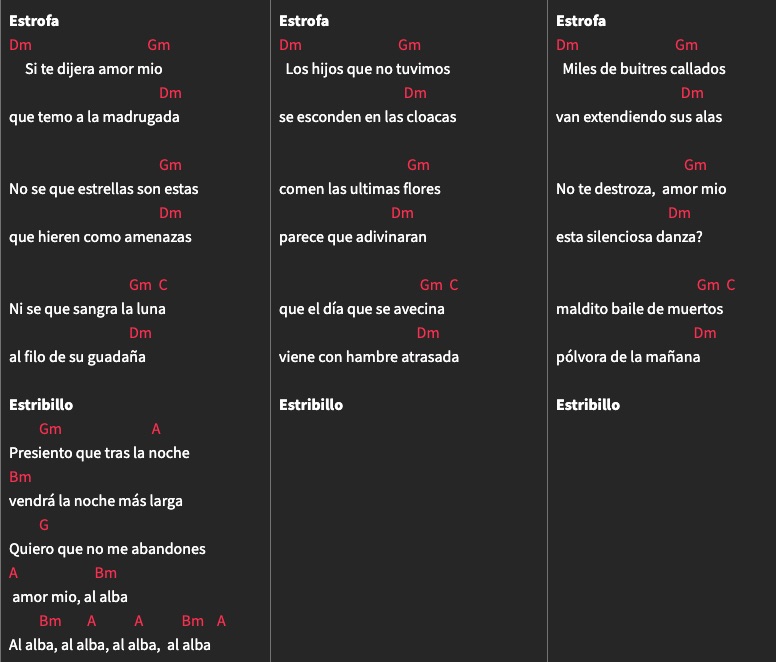 Estrofa
Dm Gm
Si te dijera amor mio
Dm
que temo a la madrugada
Gm
No se que estrellas son estas
Dm
que hieren como amenazas
Gm C
Ni se que sangra la luna
Dm
al filo de su guadaña
Estribillo
Gm A
Presiento que tras la noche
Bm
vendrá la noche más larga
G
Quiero que no me abandones
A Bm
amor mio, al alba
Bm A A Bm A
Al alba, al alba, al alba, al alba
Estrofa
Dm Gm
Los hijos que no tuvimos
Dm
se esconden en las cloacas
Gm
comen las ultimas flores
Dm
parece que adivinaran
Gm C
que el día que se avecina
Dm
viene con hambre atrasada
Estribillo
Estrofa
Dm Gm
Miles de buitres callados
Dm
van extendiendo sus alas
Gm
No te destroza, amor mio
Dm
esta silenciosa danza?
Gm C
maldito baile de muertos
Dm
pólvora de la mañana
Estribillo